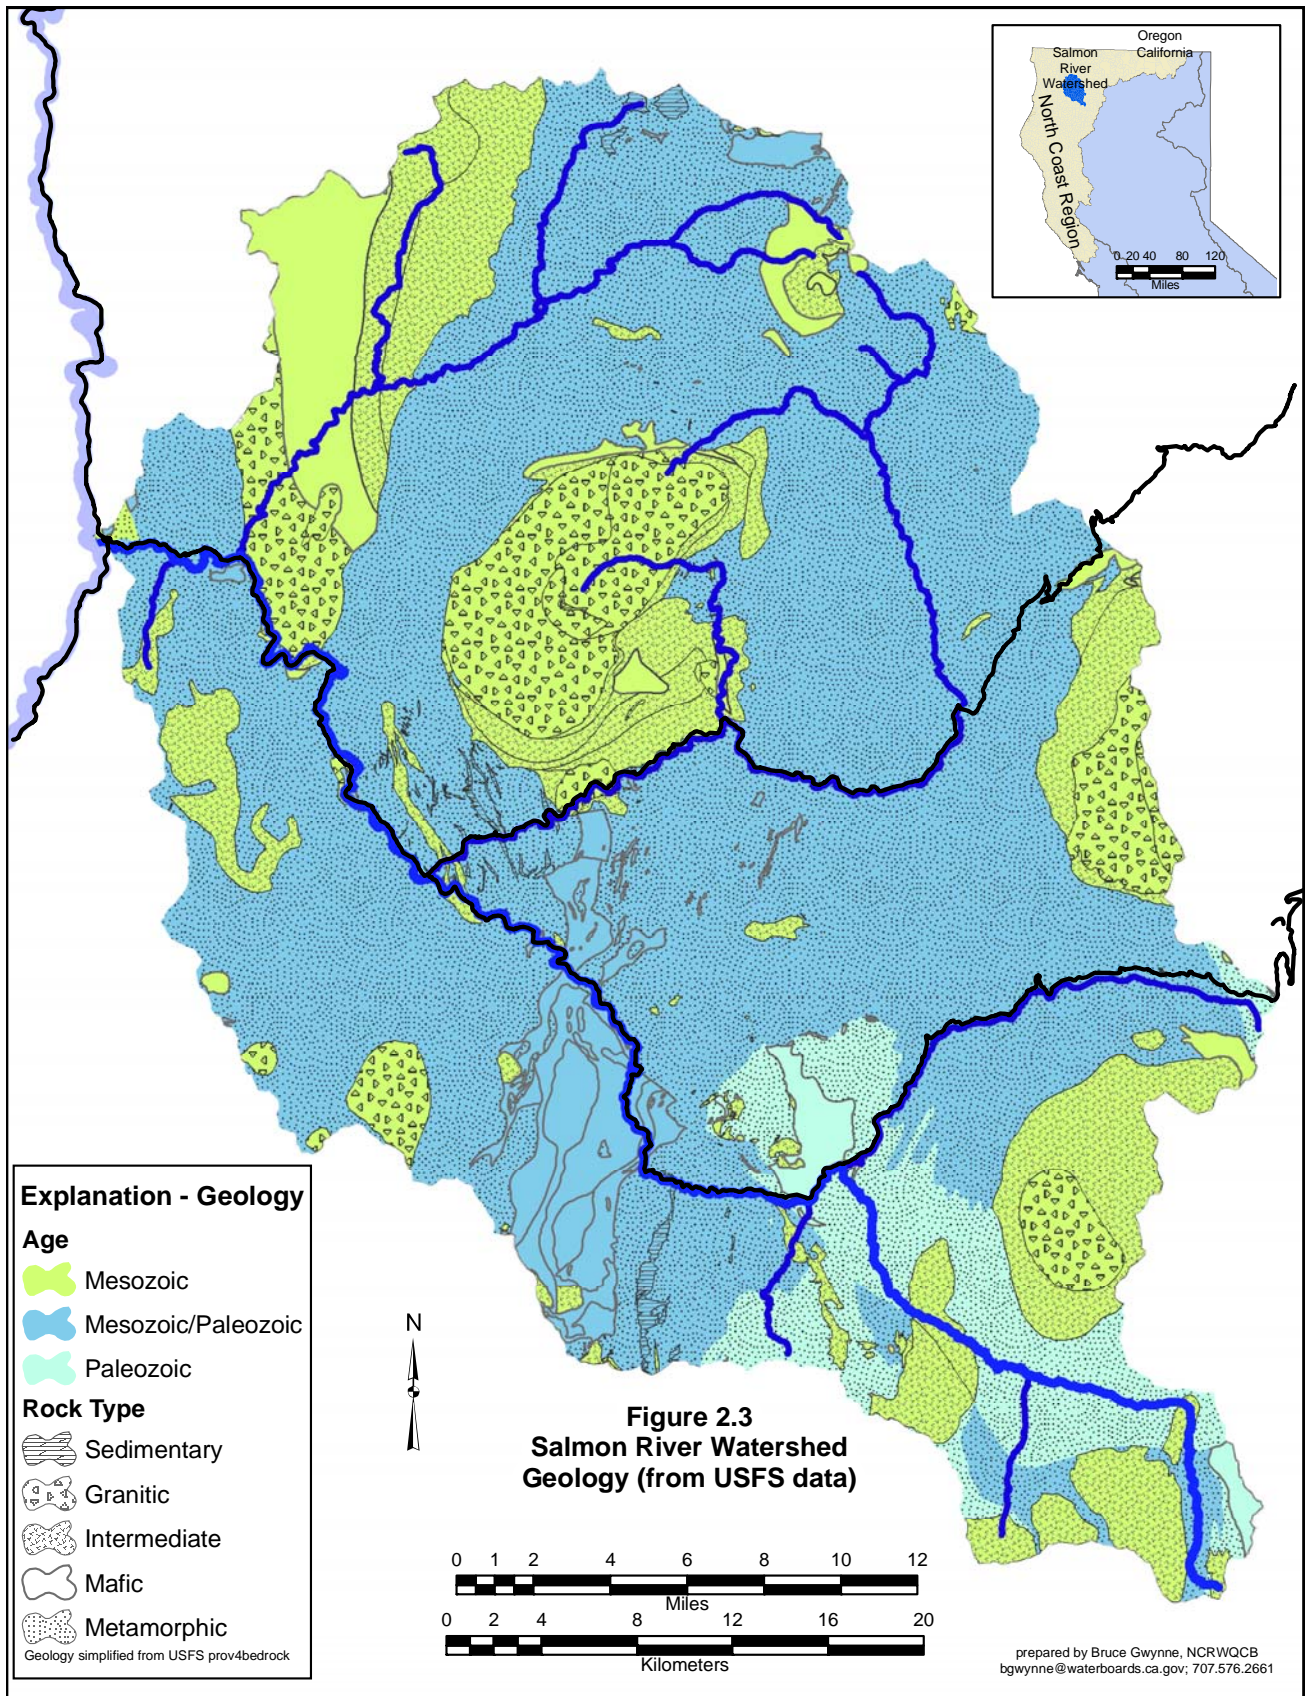 Oregon
California
Salmon
River
Watershed
North Coast Region
0 20 40 80 120
Miles
Explanation - Geology
Age
Mesozoic
Mesozoic/Paleozoic
Paleozoic
Rock Type
Sedimentary
Granitic
Intermediate
Mafic
Metamorphic
Geology simplified from USFS prov4bedrock
N
Figure 2.3
Salmon River Watershed
Geology (from USFS data)
0 1 2 4 6 8 10 12
Miles
0 2 4 8 12 16 20
Kilometers
prepared by Bruce Gwynne, NCRWQCB
bgwynne@waterboards.ca.gov; 707.576.2661